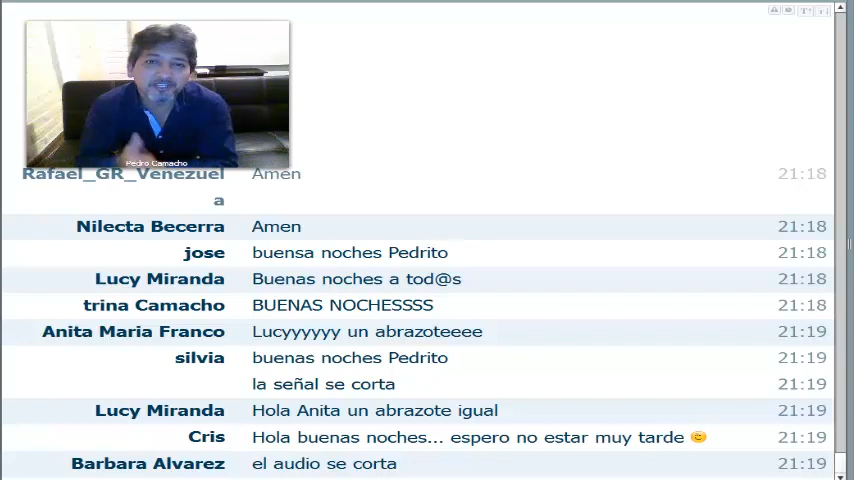 Pedro Camacho
Rafael_GR_Venezuel Amen 21:18
a
Nilecta Becerra Amen 21:18
jose buensa noches Pedrito 21:18
Lucy Miranda Buenas noches a tod@s 21:18
trina Camacho BUENAS NOCHESSSS 21:18
Anita Maria Franco Lucyyyyyy un abrazoteeee 21:19
silvia buenas noches Pedrito 21:19
la señal se corta 21:19
Lucy Miranda Hola Anita un abrazote igual 21:19
Cris Hola buenas noches... espero no estar muy tarde 21:19
Barbara Alvarez el audio se corta 21:19